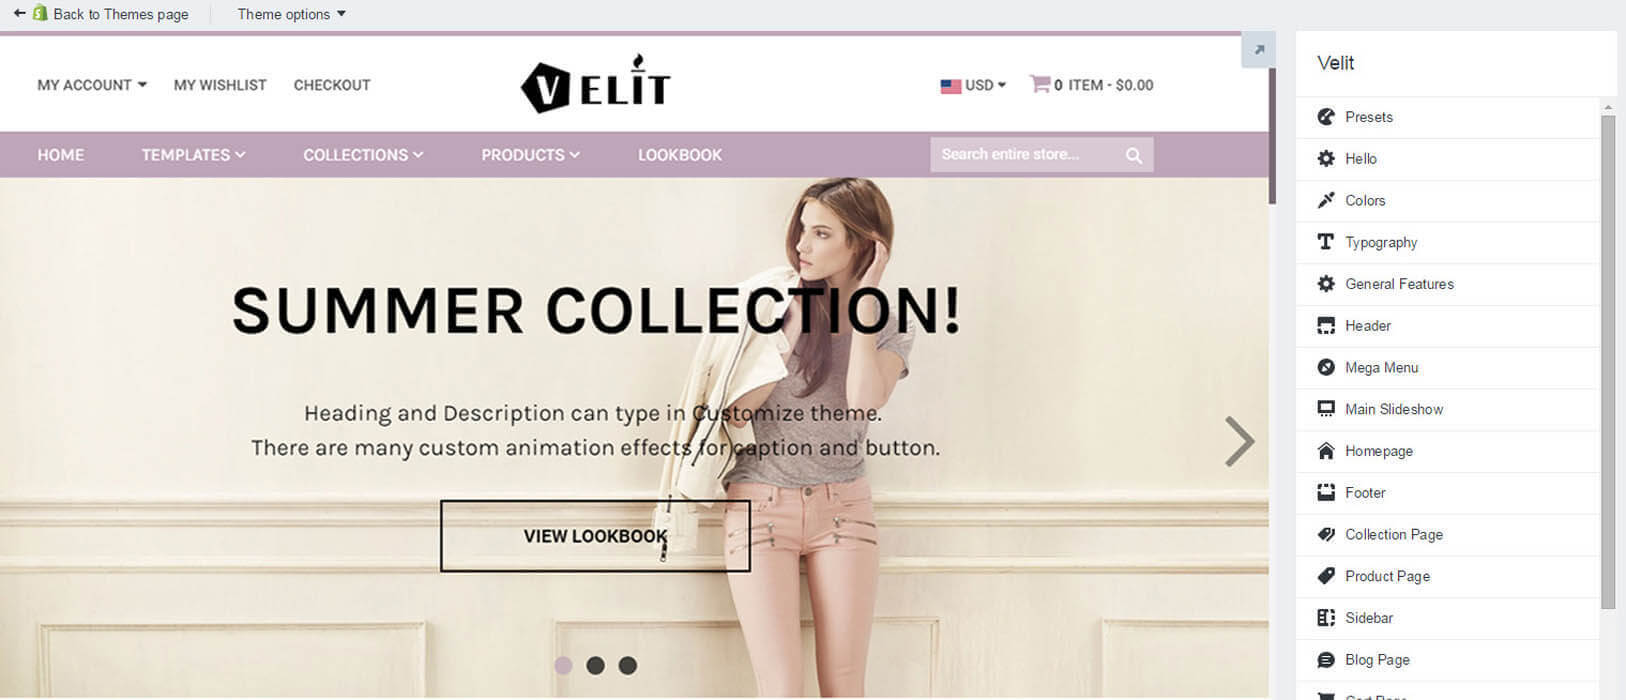 Back to Themes page
Theme options
MY ACCOUNT
MY WISHLIST
CHECKOUT
VELIT
USD
0 ITEM - $0.00
HOME
TEMPLATES
COLLECTIONS
PRODUCTS
LOOKBOOK
Search entire store...
SUMMER COLLECTION!
Heading and Description can type in Customize theme.
There are many custom animation effects for caption and button.
VIEW LOOKBOOK
Velit
Presets
Hello
Colors
Typography
General Features
Header
Mega Menu
Main Slideshow
Homepage
Footer
Collection Page
Product Page
Sidebar
Blog Page